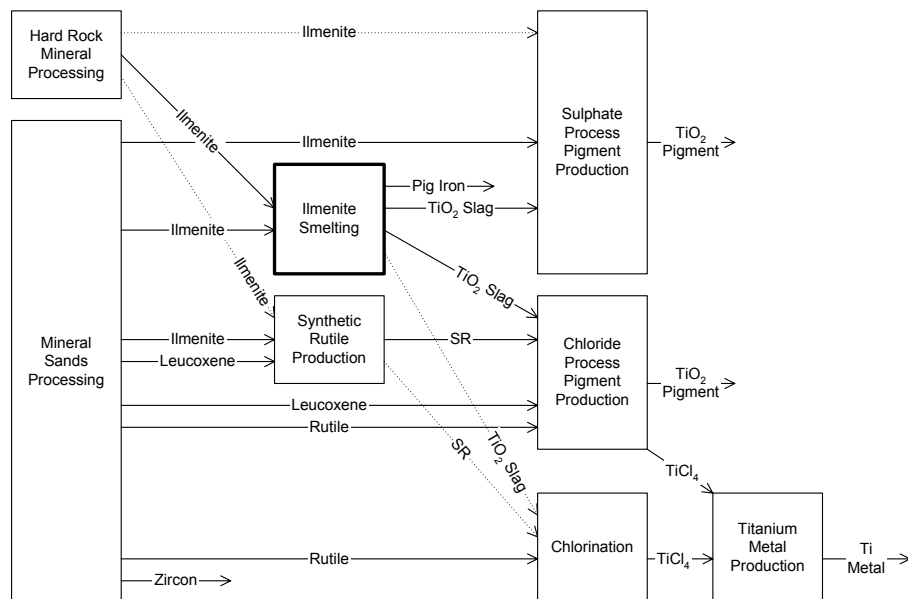 Hard Rock
Mineral
Processing
Ilmenite
Ilmenite
Ilmenite
Ilmenite
Sulphate
Process
Pigment
Production
TiO2
Pigment
Pig Iron
TiO2 Slag
Ilmenite
Smelting
Ilmenite
TiO2 Slag
Mineral
Sands
Processing
Ilmenite
Leucoxene
Synthetic
Rutile
Production
SR
Chloride
Process
Pigment
Production
TiO2
Pigment
Leucoxene
Rutile
SR
TiO2 Slag
TiCl4
Rutile
Zircon
Chlorination
TiCl4
Titanium
Metal
Production
Ti
Metal